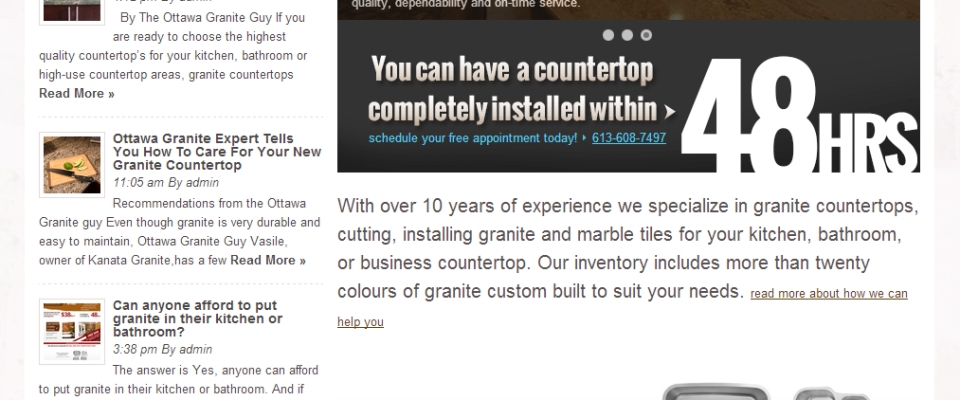 4:12 pm By admin
By The Ottawa Granite Guy If you
are ready to choose the highest
quality countertop's for your kitchen, bathroom or
high-use countertop areas, granite countertops
Read More »
Ottawa Granite Expert Tells
You How To Care For Your New
Granite Countertop
11:05 am By admin
Recommendations from the Ottawa
Granite guy Even though granite is very durable and
easy to maintain, Ottawa Granite Guy Vasile,
owner of Kanata Granite,has a few Read More »
Can anyone afford to put
granite in their kitchen or
bathroom?
3:38 pm By admin
The answer is Yes, anyone can afford
to put granite in their kitchen or bathroom. And if
quality, dependability and on-time service.
You can have a countertop
completely installed within
48HRS
schedule your free appointment today! 613-608-7497
With over 10 years of experience we specialize in granite countertops,
cutting, installing granite and marble tiles for your kitchen, bathroom,
or business countertop. Our inventory includes more than twenty
colours of granite custom built to suit your needs. read more about how we can
help you